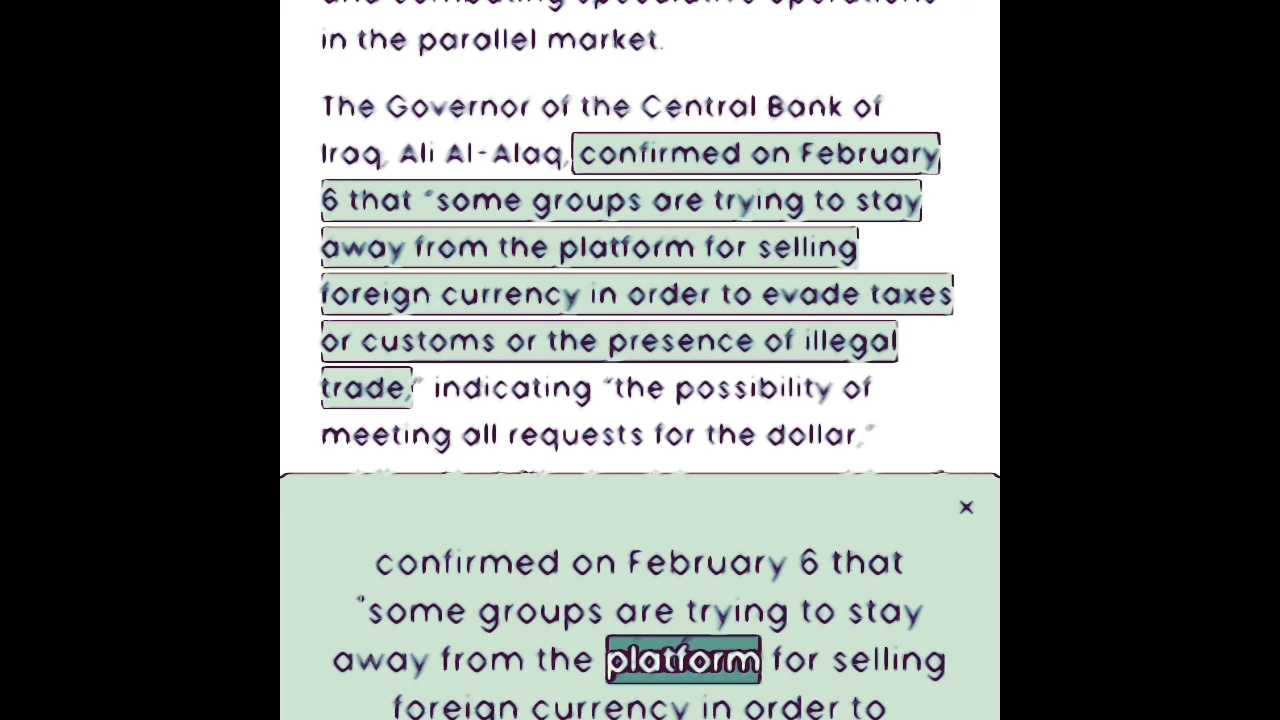 and combating speculative operations
in the parallel market.
The Governor of the Central Bank of
Iraq, Ali Al-Alaq, confirmed on February
6 that "some groups are trying to stay
away from the platform for selling
foreign currency in order to evade taxes
or customs or the presence of illegal
trade," indicating "the possibility of
meeting all requests for the dollar,"
×
confirmed on February 6 that
"some groups are trying to stay
away from the platform for selling
foreign currency in order to